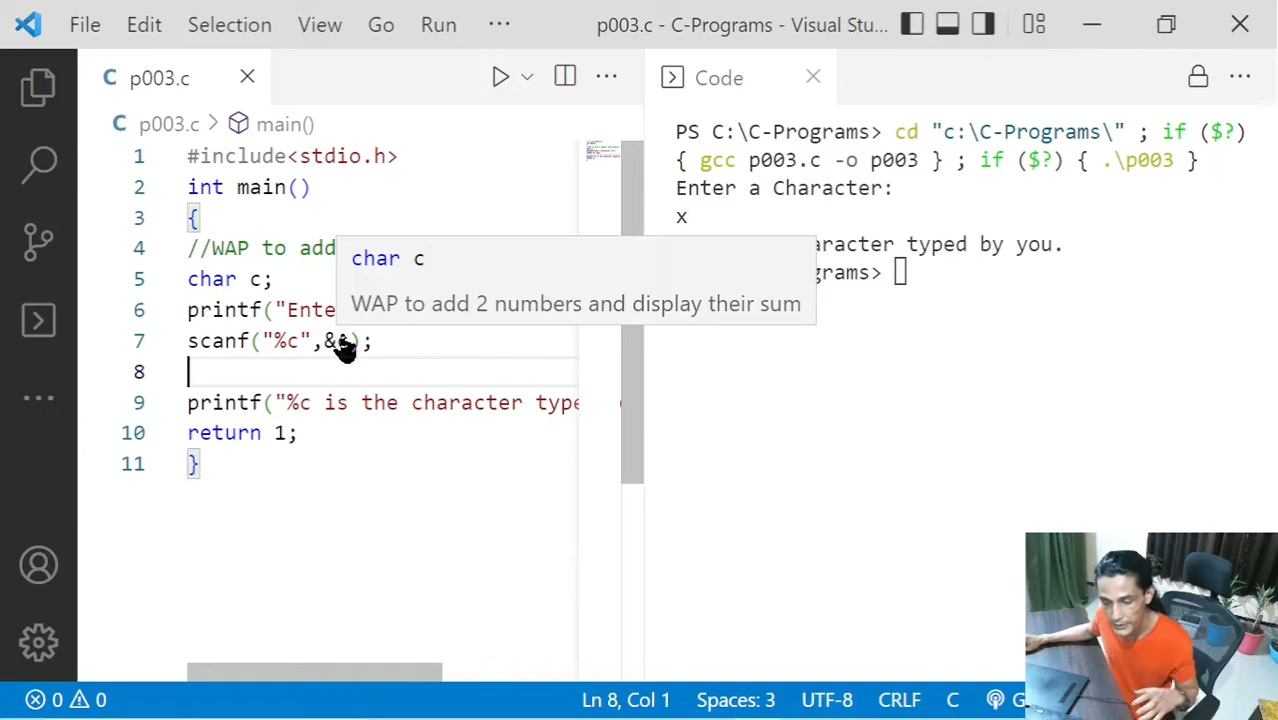 File Edit Selection View Go Run ··· p003.c - C-Programs - Visual Stu...
C p003.c
Code
C p003.c > main()
1 #include<stdio.h>
2 int main()
3 {
4 //WAP to add
5 char c;
6 printf("Ente
7 scanf("%c",&c);
8
9 printf("%c is the character type
10 return 1;
11 }
char c
WAP to add 2 numbers and display their sum
PS C:\C-Programs> cd "c:\C-Programs\" ; if ($?)
{ gcc p003.c -o p003 } ; if ($?) { .\p003 }
Enter a Character:
x
aracter typed by you.
grams>
0 0 Ln 8, Col 1 Spaces: 3 UTF-8 CRLF C